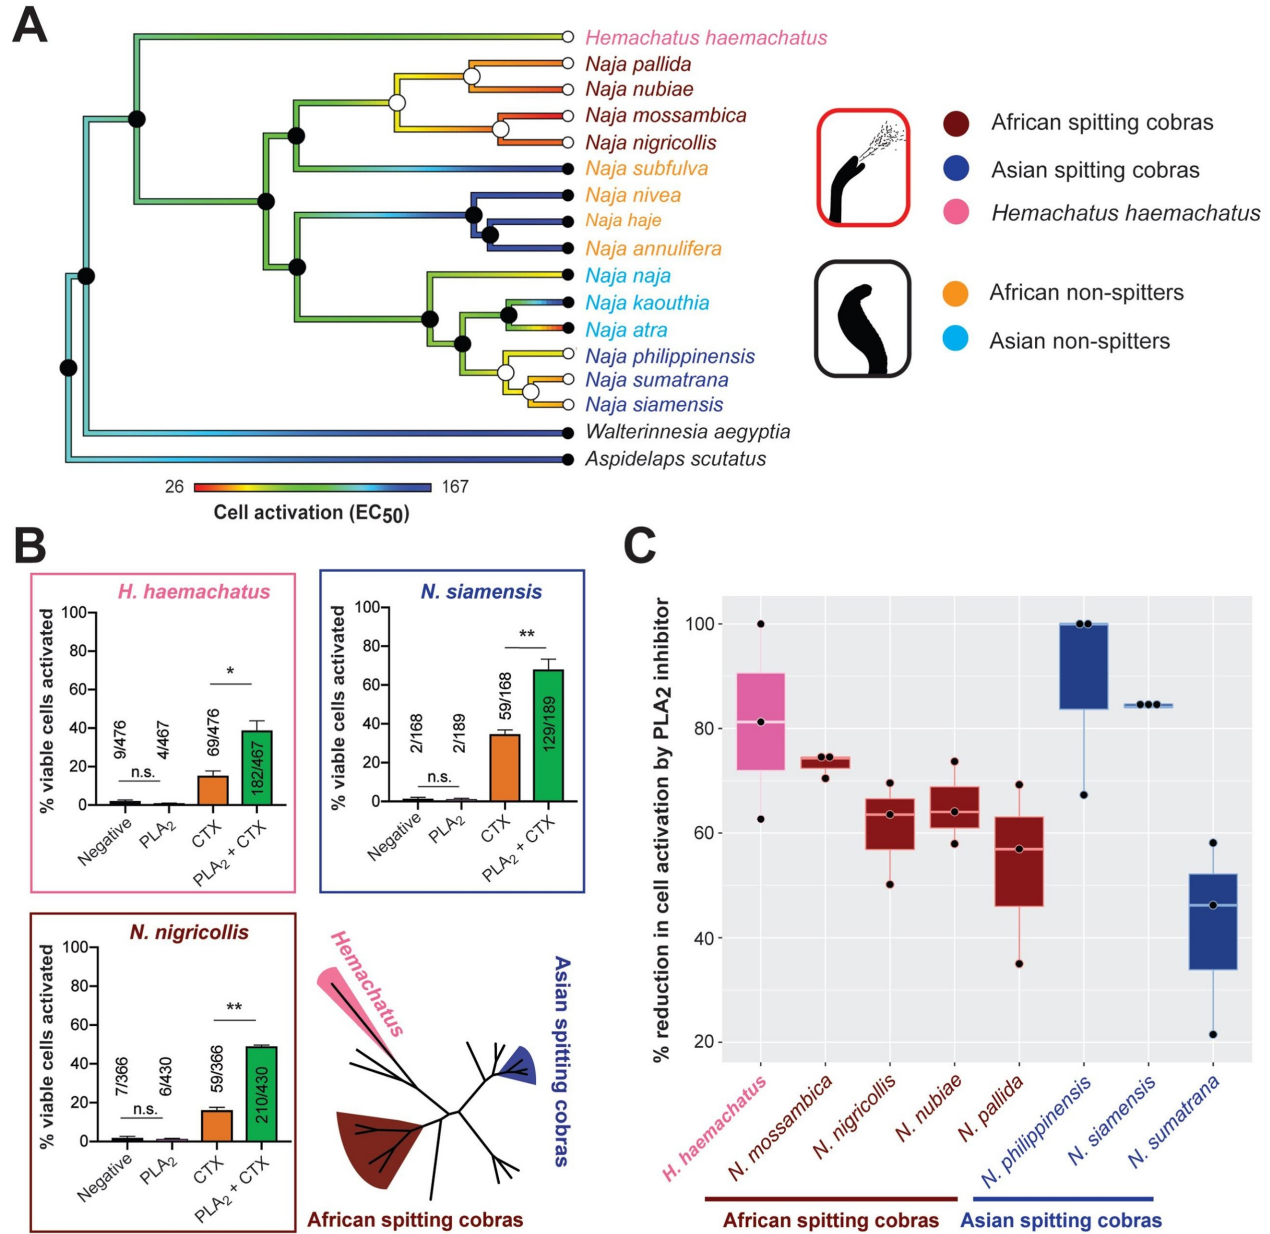 A
Hemachatus haemachatus
Naja pallida
Naja nubiae
Naja mossambica
Naja nigricollis
Naja subfulva
Naja nivea
Naja haje
Naja annulifera
Naja naja
Naja kaouthia
Naja atra
Naja philippinensis
Naja sumatrana
Naja siamensis
Walterinnesia aegyptia
Aspidelaps scutatus
26
167
Cell activation (EC50)
African spitting cobras
Asian spitting cobras
Hemachatus haemachatus
African non-spitters
Asian non-spitters
B
H. haemachatus
% viable cells activated
100
80
60
40
20
0
9/476
4/467
69/476
182/467
n.s.
*
Negative
PLA2
CTX
PLA2 + CTX
N. siamensis
% viable cells activated
100
80
60
40
20
0
2/168
2/189
59/168
129/189
n.s.
**
Negative
PLA2
CTX
PLA2 + CTX
N. nigricollis
% viable cells activated
100
80
60
40
20
0
7/366
6/430
59/366
210/430
n.s.
**
Negative
PLA2
CTX
PLA2 + CTX
Hemachatus
Asian spitting cobras
African spitting cobras
C
% reduction in cell activation by PLA2 inhibitor
100
80
60
40
20
H. haemachatus
N. mossambica
N. nigricollis
N. nubiae
N. pallida
N. philippinensis
N. siamensis
N. sumatrana
African spitting cobras
Asian spitting cobras